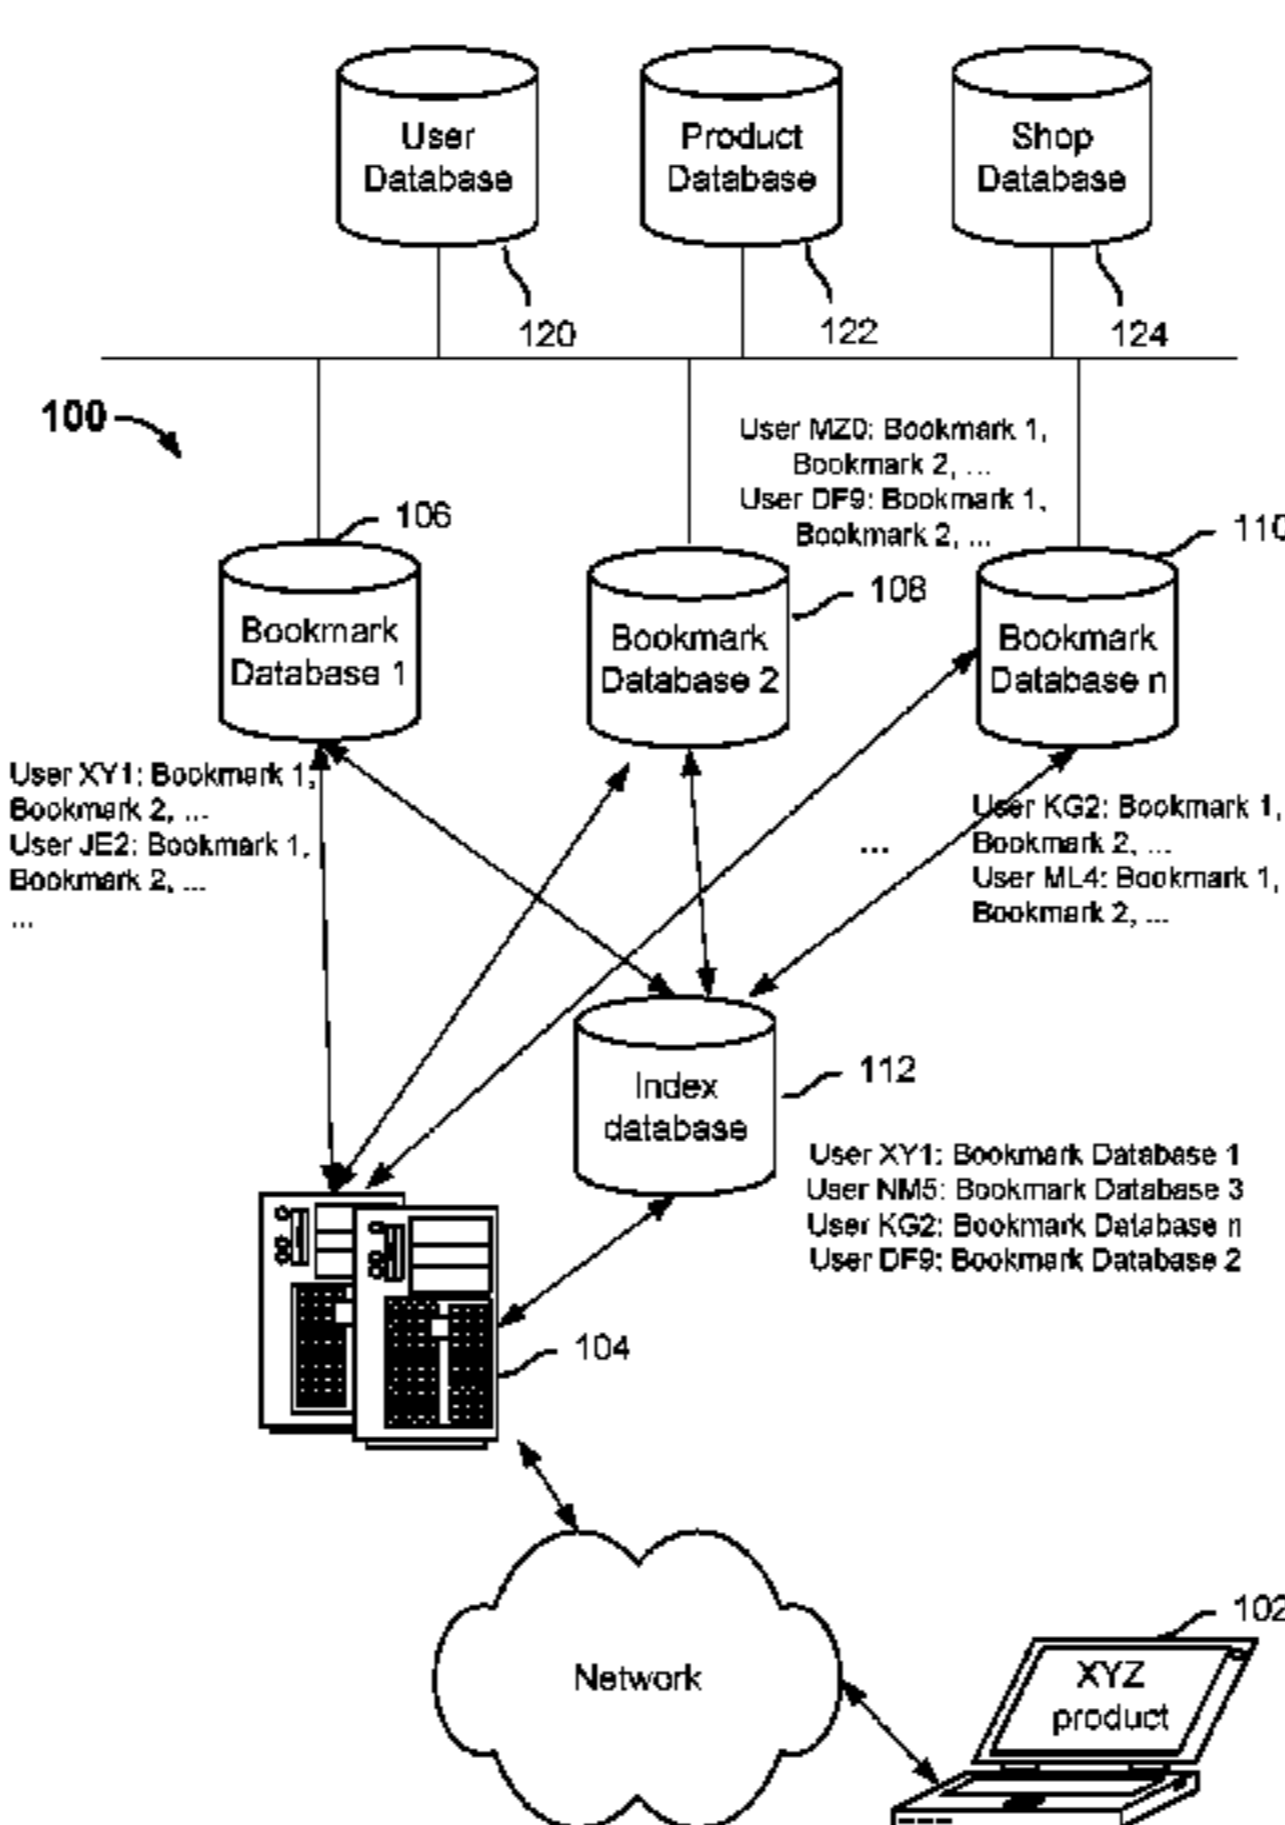 User
Database
Product
Database
Shop
Database
120
122
124
100
User MZ0: Bookmark 1,
Bookmark 2, ...
User DF9: Bookmark 1,
Bookmark 2, ...
106
108
110
Bookmark
Database 1
Bookmark
Database 2
Bookmark
Database n
User XY1: Bookmark 1,
Bookmark 2, ...
User JE2: Bookmark 1,
Bookmark 2, ...
...
...
User KG2: Bookmark 1,
Bookmark 2, ...
User ML4: Bookmark 1,
Bookmark 2, ...
Index
database
112
User XY1: Bookmark Database 1
User NM5: Bookmark Database 3
User KG2: Bookmark Database n
User DF9: Bookmark Database 2
104
Network
102
XYZ
product